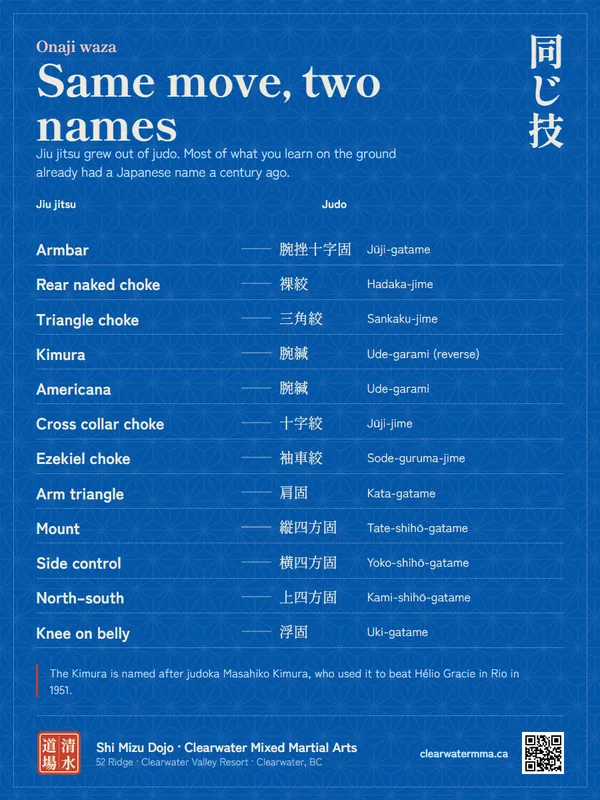 Onaji waza
Same move, two
names
同じ技
Jiu jitsu grew out of judo. Most of what you learn on the ground
already had a Japanese name a century ago.
Jiu jitsu Judo
Armbar 腕挫十字固 Jūji-gatame
Rear naked choke 裸絞 Hadaka-jime
Triangle choke 三角絞 Sankaku-jime
Kimura 腕緘 Ude-garami (reverse)
Americana 腕緘 Ude-garami
Cross collar choke 十字絞 Jūji-jime
Ezekiel choke 袖車絞 Sode-guruma-jime
Arm triangle 肩固 Kata-gatame
Mount 縦四方固 Tate-shihō-gatame
Side control 横四方固 Yoko-shihō-gatame
North–south 上四方固 Kami-shihō-gatame
Knee on belly 浮固 Uki-gatame
The Kimura is named after judoka Masahiko Kimura, who used it to beat Hélio Gracie in Rio in
1951.
清水
道場
Shi Mizu Dojo · Clearwater Mixed Martial Arts
52 Ridge · Clearwater Valley Resort · Clearwater, BC
clearwatermma.ca